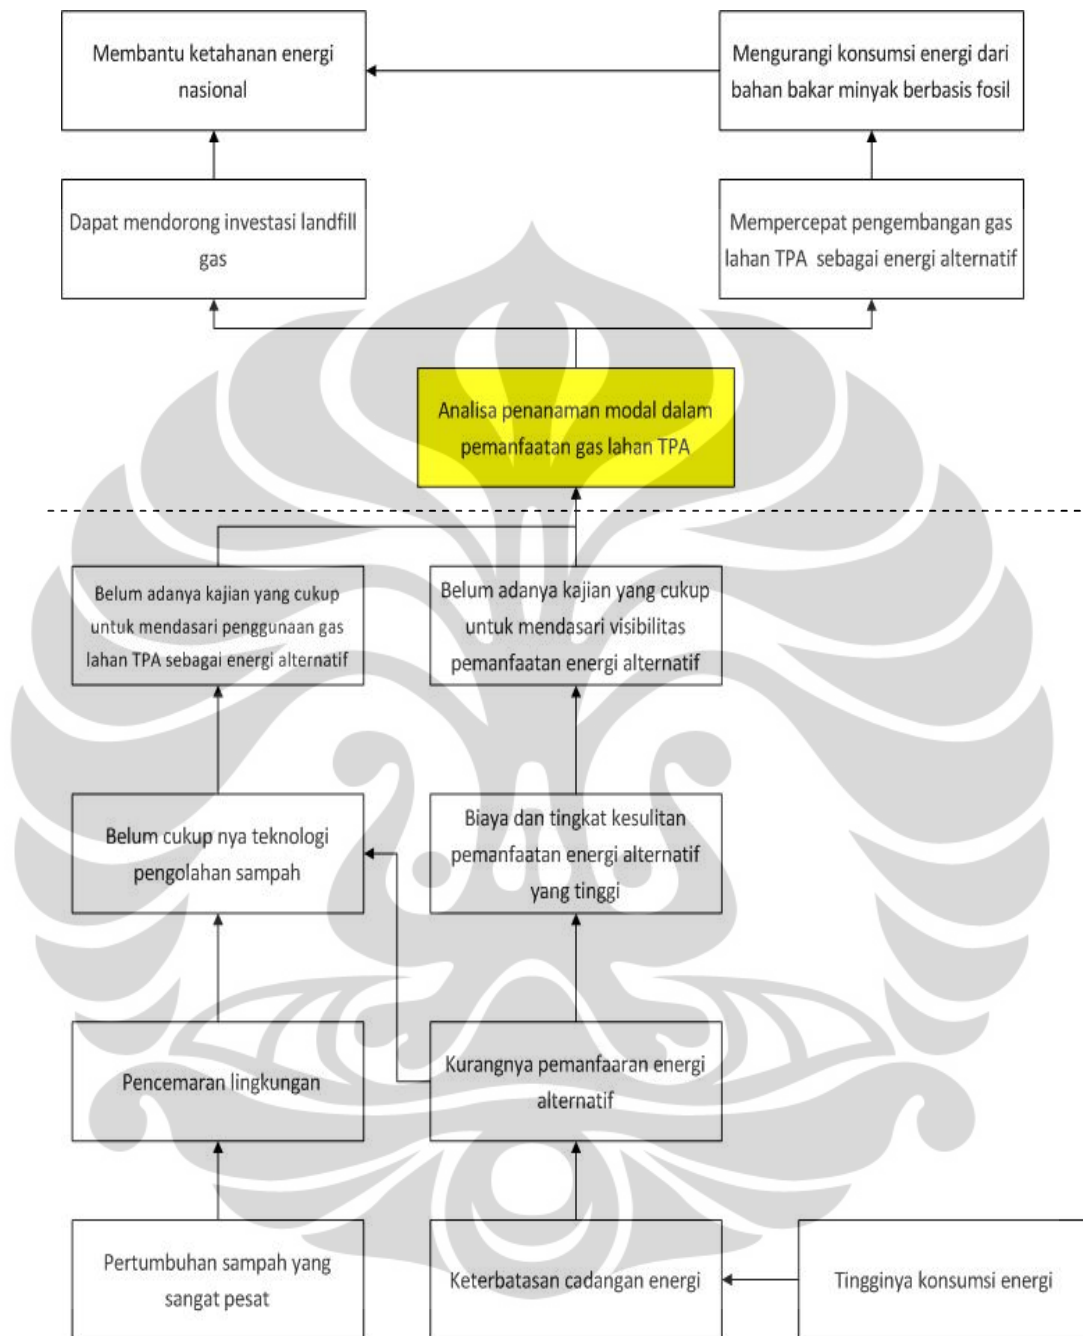 Membantu ketahanan energi
nasional
Mengurangi konsumsi energi dari
bahan bakar minyak berbasis fosil
Dapat mendorong investasi landfill
gas
Mempercepat pengembangan gas
lahan TPA sebagai energi alternatif
Analisa penanaman modal dalam
pemanfaatan gas lahan TPA
Belum adanya kajian yang cukup
untuk mendasari penggunaan gas
lahan TPA sebagai energi alternatif
Belum adanya kajian yang cukup
untuk mendasari visibilitas
pemanfaatan energi alternatif
Belum cukup nya teknologi
pengolahan sampah
Biaya dan tingkat kesulitan
pemanfaatan energi alternatif
yang tinggi
Pencemaran lingkungan
Kurangnya pemanfaaran energi
alternatif
Pertumbuhan sampah yang
sangat pesat
Keterbatasan cadangan energi
Tingginya konsumsi energi